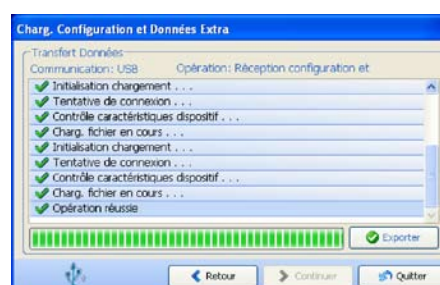 Charg. Configuration et Données Extra
Transfert Données
Communication: USB Opération: Réception configuration et
Initialisation chargement . . .
Tentative de connexion . . .
Contrôle caractéristiques dispositif . . .
Charg. fichier en cours . . .
Initialisation chargement . . .
Tentative de connexion . . .
Contrôle caractéristiques dispositif . . .
Charg. fichier en cours . . .
Opération réussie
Exporter
Retour Continuer Quitter